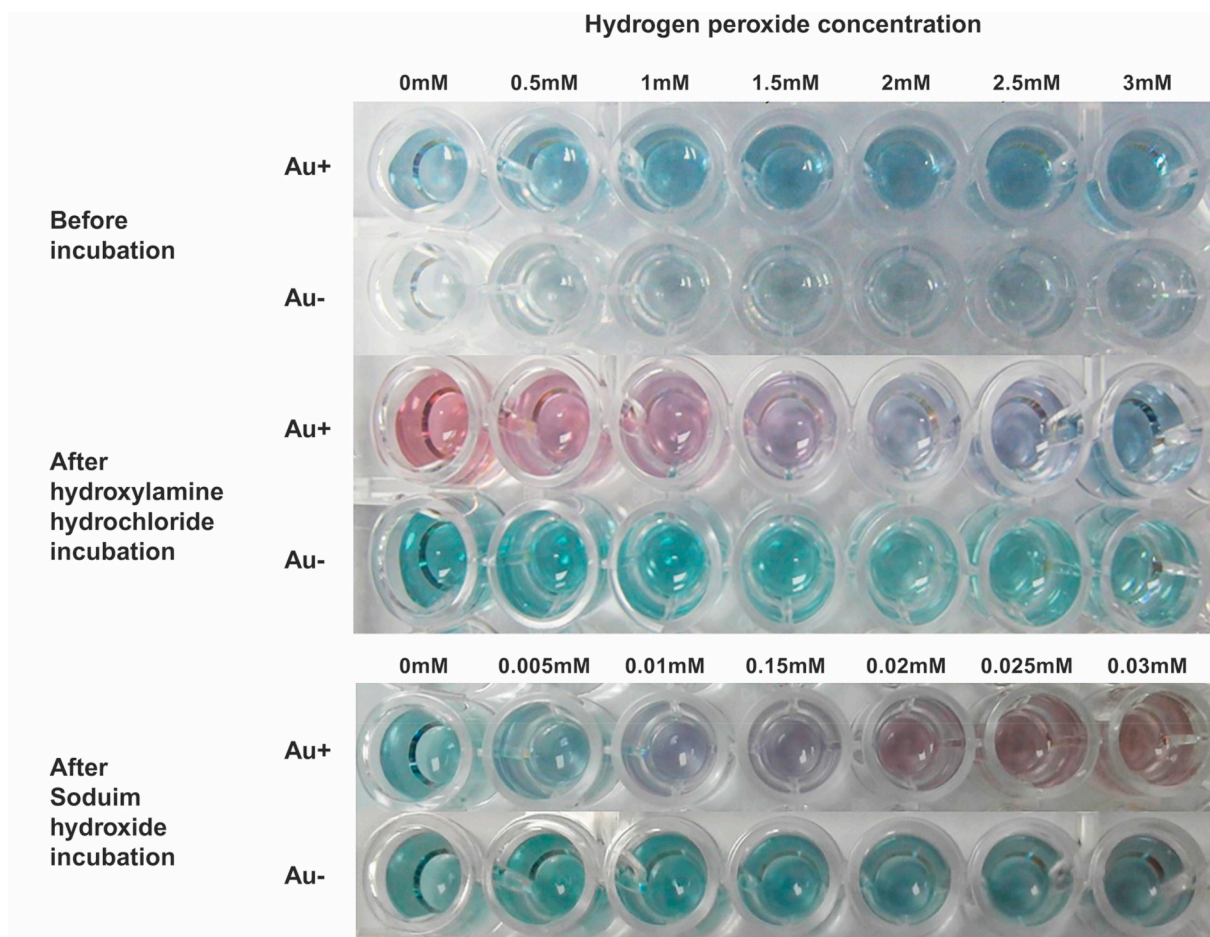 Hydrogen peroxide concentration
0mM 0.5mM 1mM 1.5mM 2mM 2.5mM 3mM
Au+
Before
incubation
Au-
Au+
After
hydroxylamine
hydrochloride
incubation
Au-
0mM 0.005mM 0.01mM 0.15mM 0.02mM 0.025mM 0.03mM
Au+
After
Soduim
hydroxide
incubation
Au-